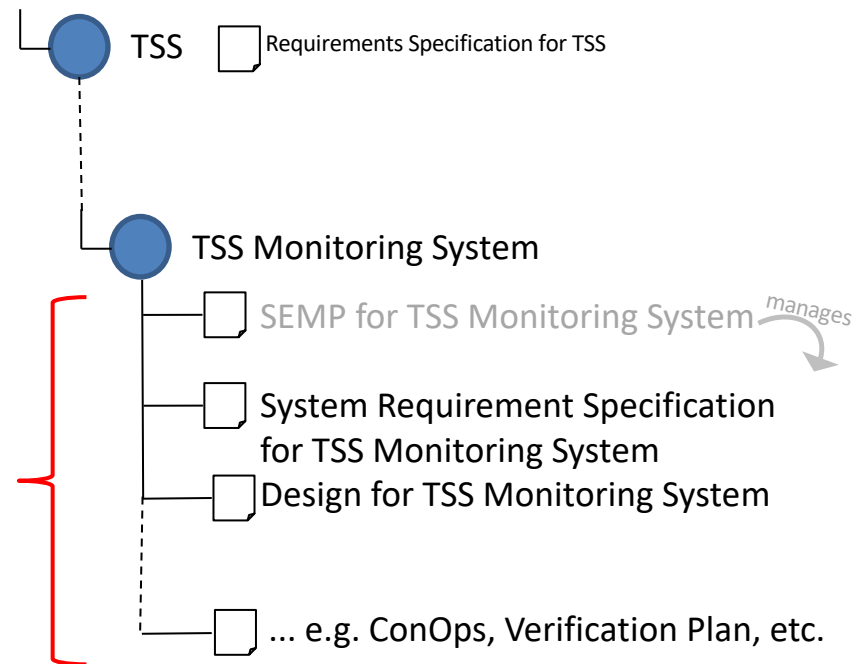 TSS
Requirements Specification for TSS
TSS Monitoring System
SEMP for TSS Monitoring System
manages
System Requirement Specification
for TSS Monitoring System
Design for TSS Monitoring System
... e.g. ConOps, Verification Plan, etc.